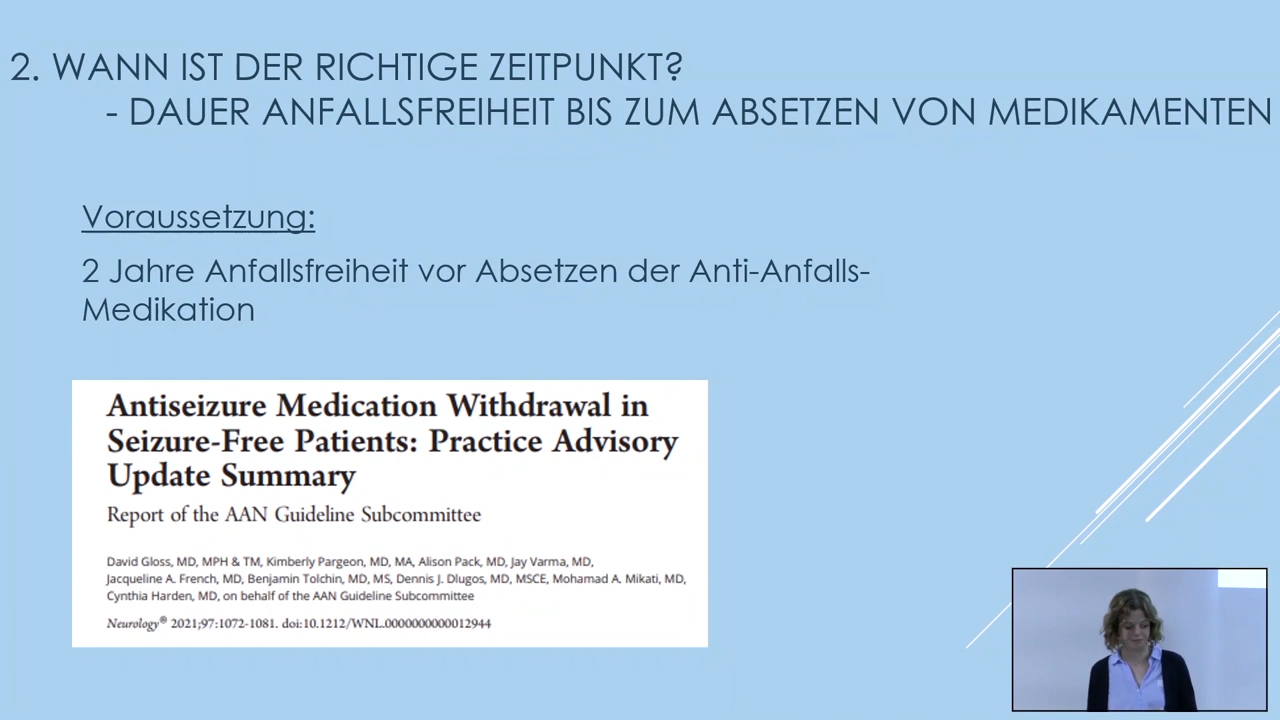 2. WANN IST DER RICHTIGE ZEITPUNKT?
- DAUER ANFALLSFREIHEIT BIS ZUM ABSETZEN VON MEDIKAMENTEN
Voraussetzung:
2 Jahre Anfallsfreiheit vor Absetzen der Anti-Anfalls-
Medikation
Antiseizure Medication Withdrawal in
Seizure-Free Patients: Practice Advisory
Update Summary
Report of the AAN Guideline Subcommittee
David Gloss, MD, MPH & TM, Kimberly Pargeon, MD, MA, Alison Pack, MD, Jay Varma, MD,
Jacqueline A. French, MD, Benjamin Tolchin, MD, MS, Dennis J. Dlugos, MD, MSCE, Mohamad A. Mikati, MD,
Cynthia Harden, MD, on behalf of the AAN Guideline Subcommittee
Neurology® 2021;97:1072-1081. doi:10.1212/WNL.0000000000012944